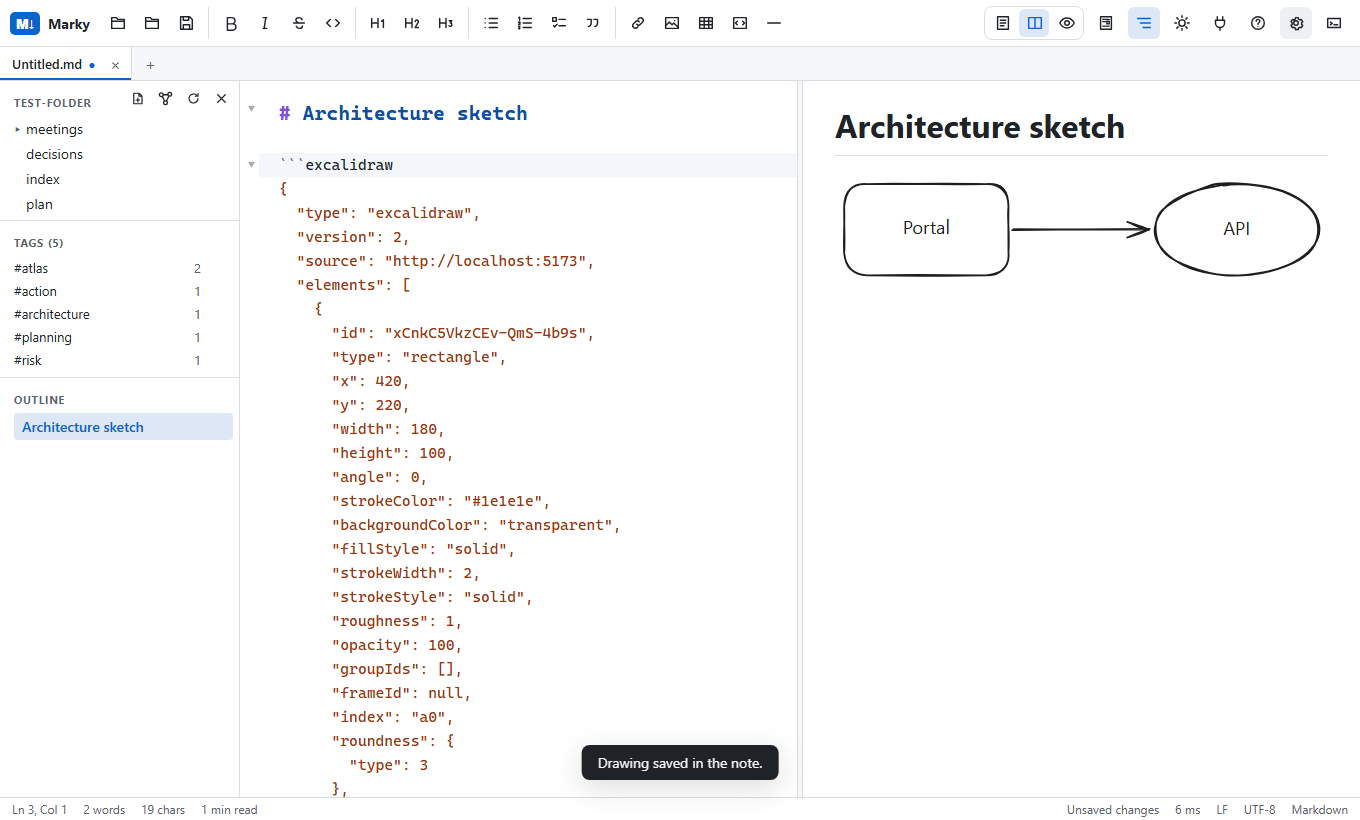 M↓ Marky B I S <> H1 H2 H3
Untitled.md
TEST-FOLDER
meetings
decisions
index
plan
TAGS (5)
#atlas 2
#action 1
#architecture 1
#planning 1
#risk 1
OUTLINE
Architecture sketch
# Architecture sketch
```excalidraw
{
"type": "excalidraw",
"version": 2,
"source": "http://localhost:5173",
"elements": [
{
"id": "xCnkC5VkzCEv-QmS-4b9s",
"type": "rectangle",
"x": 420,
"y": 220,
"width": 180,
"height": 100,
"angle": 0,
"strokeColor": "#1e1e1e",
"backgroundColor": "transparent",
"fillStyle": "solid",
"strokeWidth": 2,
"strokeStyle": "solid",
"roughness": 1,
"opacity": 100,
"groupIds": [],
"frameId": null,
"index": "a0",
"roundness": {
"type": 3
},
Architecture sketch
Portal
API
Drawing saved in the note.
Ln 3, Col 1 2 words 19 chars 1 min read
Unsaved changes 6 ms LF UTF-8 Markdown